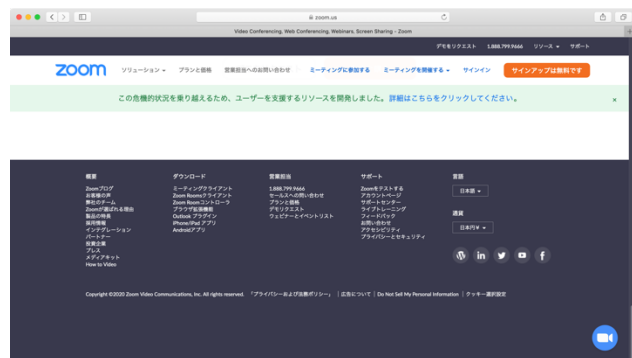 zoom.us
Video Conferencing, Web Conferencing, Webinars, Screen Sharing - Zoom
デモをリクエスト 1.888.799.9666 リソース サポート
zoom ソリューション プランと価格 営業担当へのお問い合わせ ミーティングに参加する ミーティングを開催する サインイン サインアップは無料です
この危機的状況を乗り越えるため、ユーザーを支援するリソースを開発しました。詳細はこちらをクリックしてください。 ×
概要
Zoomブログ
お客様の声
弊社のチーム
Zoomが選ばれる理由
製品の特長
採用情報
インテグレーション
パートナー
投資企業
プレス
メディアキット
How to Video
ダウンロード
ミーティングクライアント
Zoom Roomsクライアント
Zoom Roomsコントローラ
ブラウザ拡張機能
Outlook プラグイン
iPhone/iPad アプリ
Androidアプリ
営業担当
1.888.799.9666
セールスへの問い合わせ
プランと価格
デモリクエスト
ウェビナーとイベントリスト
サポート
Zoomをテストする
アカウントページ
サポートセンター
ライブトレーニング
フィードバック
お問い合わせ
アクセシビリティ
プライバシーとセキュリティ
言語
日本語
通貨
日本円¥
Copyright ©2020 Zoom Video Communications, Inc. All rights reserved. 「プライバシーおよび法務ポリシー」 | 広告について | Do Not Sell My Personal Information | クッキー選択設定